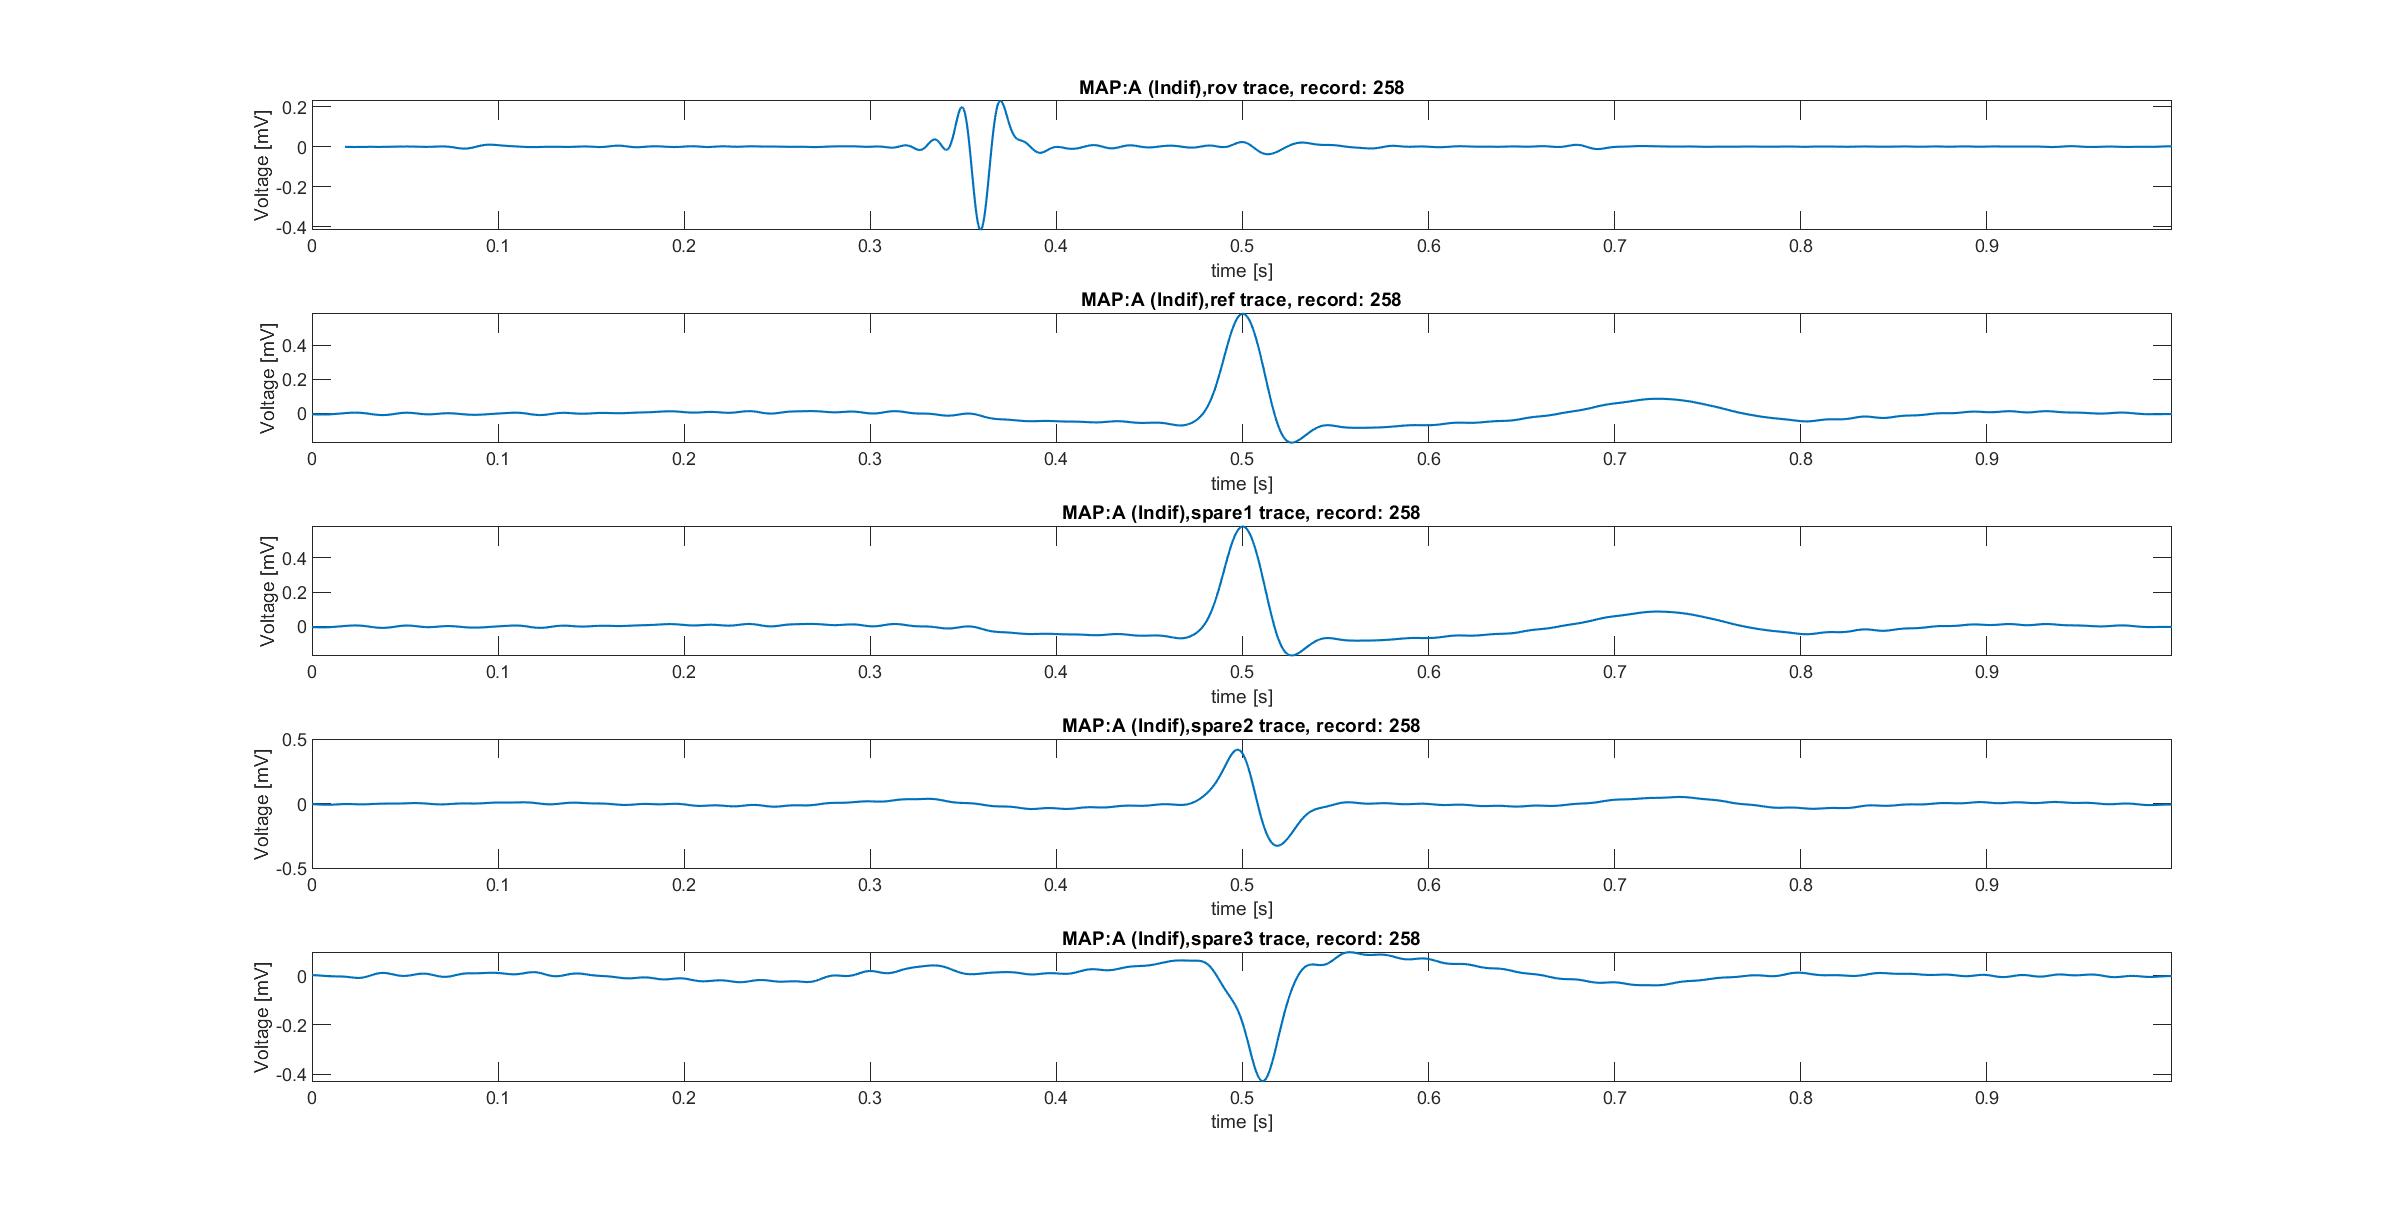 MAP:A (Indif),rov trace, record: 258
Voltage [mV]
0.2
0
-0.2
-0.4
0 0.1 0.2 0.3 0.4 0.5 0.6 0.7 0.8 0.9
time [s]
MAP:A (Indif),ref trace, record: 258
Voltage [mV]
0.4
0.2
0
0 0.1 0.2 0.3 0.4 0.5 0.6 0.7 0.8 0.9
time [s]
MAP:A (Indif),spare1 trace, record: 258
Voltage [mV]
0.4
0.2
0
0 0.1 0.2 0.3 0.4 0.5 0.6 0.7 0.8 0.9
time [s]
MAP:A (Indif),spare2 trace, record: 258
Voltage [mV]
0.5
0
-0.5
0 0.1 0.2 0.3 0.4 0.5 0.6 0.7 0.8 0.9
time [s]
MAP:A (Indif),spare3 trace, record: 258
Voltage [mV]
0
-0.2
-0.4
0 0.1 0.2 0.3 0.4 0.5 0.6 0.7 0.8 0.9
time [s]